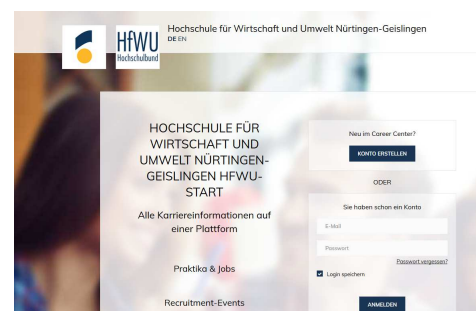 HfWU
Hochschulbund
Hochschule für Wirtschaft und Umwelt Nürtingen-Geislingen
DE EN
HOCHSCHULE FÜR
WIRTSCHAFT UND
UMWELT NÜRTINGEN-
GEISLINGEN HFWU-
START
Alle Karriereinformationen auf
einer Plattform
Praktika & Jobs
Recruitment-Events
Neu im Career Center?
KONTO ERSTELLEN
ODER
Sie haben schon ein Konto
E-Mail
Passwort
Passwort vergessen?
Login speichern
ANMELDEN